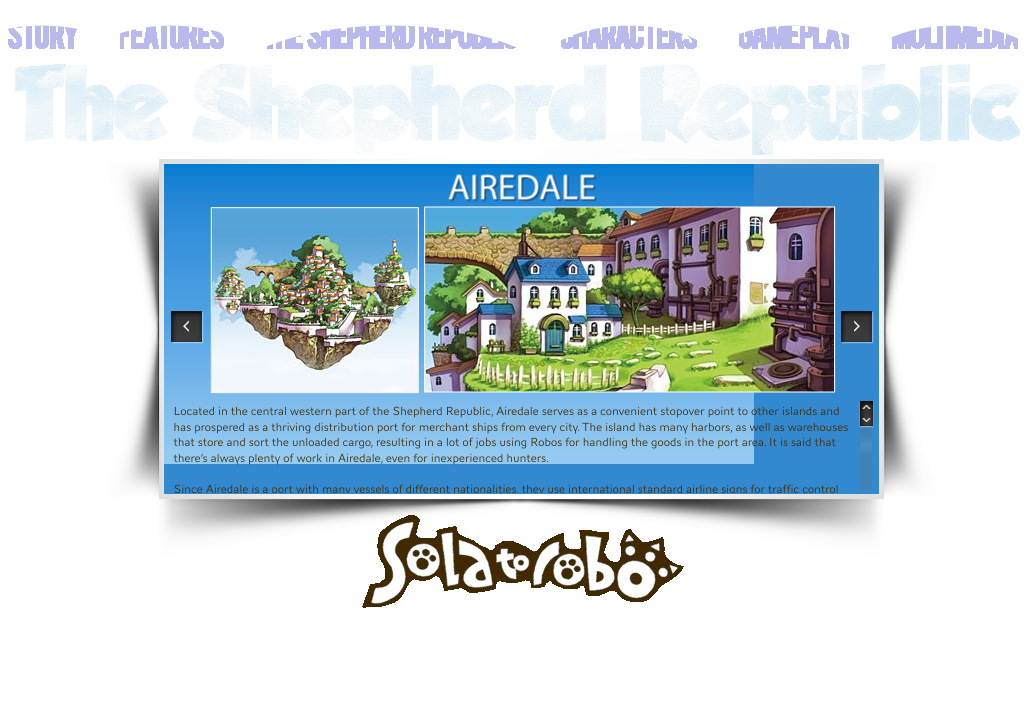 STORY FEATURES THE SHEPHERD REPUBLIC CHARACTERS GAMEPLAY MULTIMEDIA
The Shepherd Republic
AIREDALE
Located in the central western part of the Shepherd Republic, Airedale serves as a convenient stopover point to other islands and
has prospered as a thriving distribution port for merchant ships from every city. The island has many harbors, as well as warehouses
that store and sort the unloaded cargo, resulting in a lot of jobs using Robos for handling the goods in the port area. It is said that
there's always plenty of work in Airedale, even for inexperienced hunters.
Since Airedale is a port with many vessels of different nationalities, they use international standard airline signs for traffic control
Solatorobo